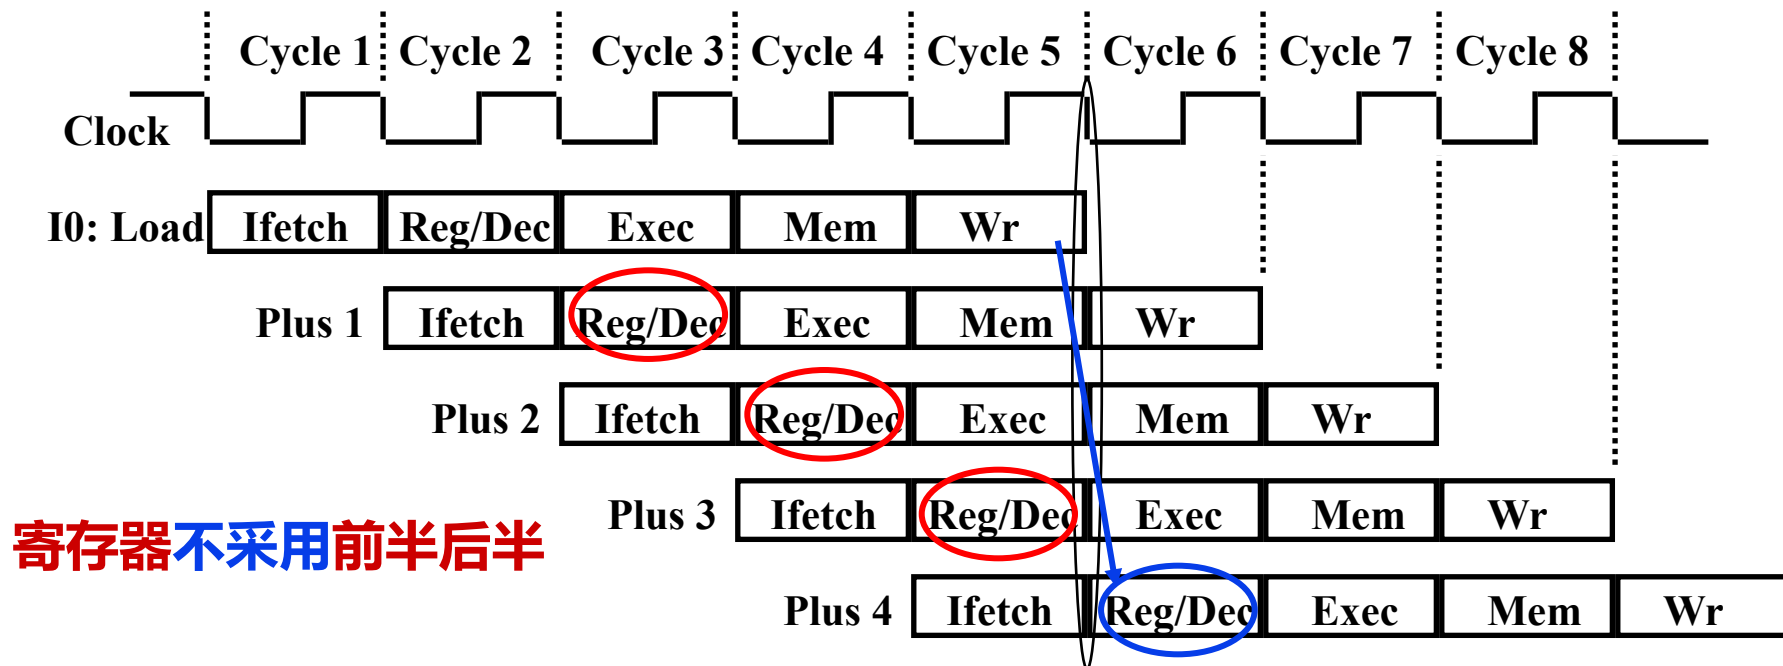 Cycle 1 Cycle 2 Cycle 3 Cycle 4 Cycle 5 Cycle 6 Cycle 7 Cycle 8
Clock
I0: Load Ifetch Reg/Dec Exec Mem Wr
Plus 1 Ifetch Reg/Dec Exec Mem Wr
Plus 2 Ifetch Reg/Dec Exec Mem Wr
Plus 3 Ifetch Reg/Dec Exec Mem Wr
寄存器不采用前半后半
Plus 4 Ifetch Reg/Dec Exec Mem Wr